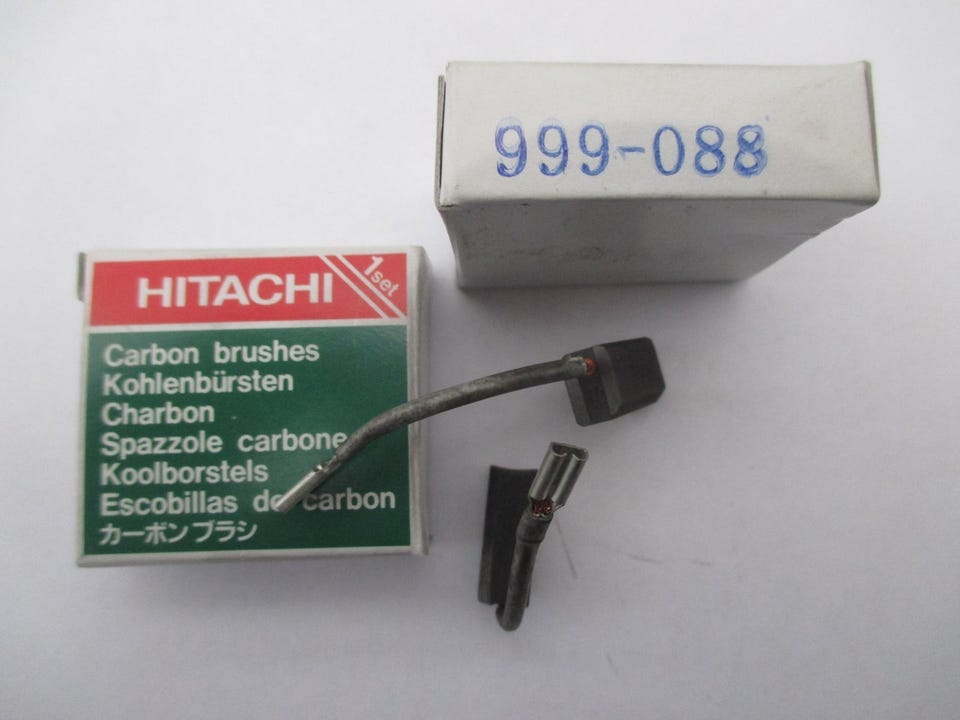 999-088
HITACHI
1set
Carbon brushes
Kohlenbürsten
Charbon
Spazzole carbone
Koolborstels
Escobillas de carbon
カーボンブラシ